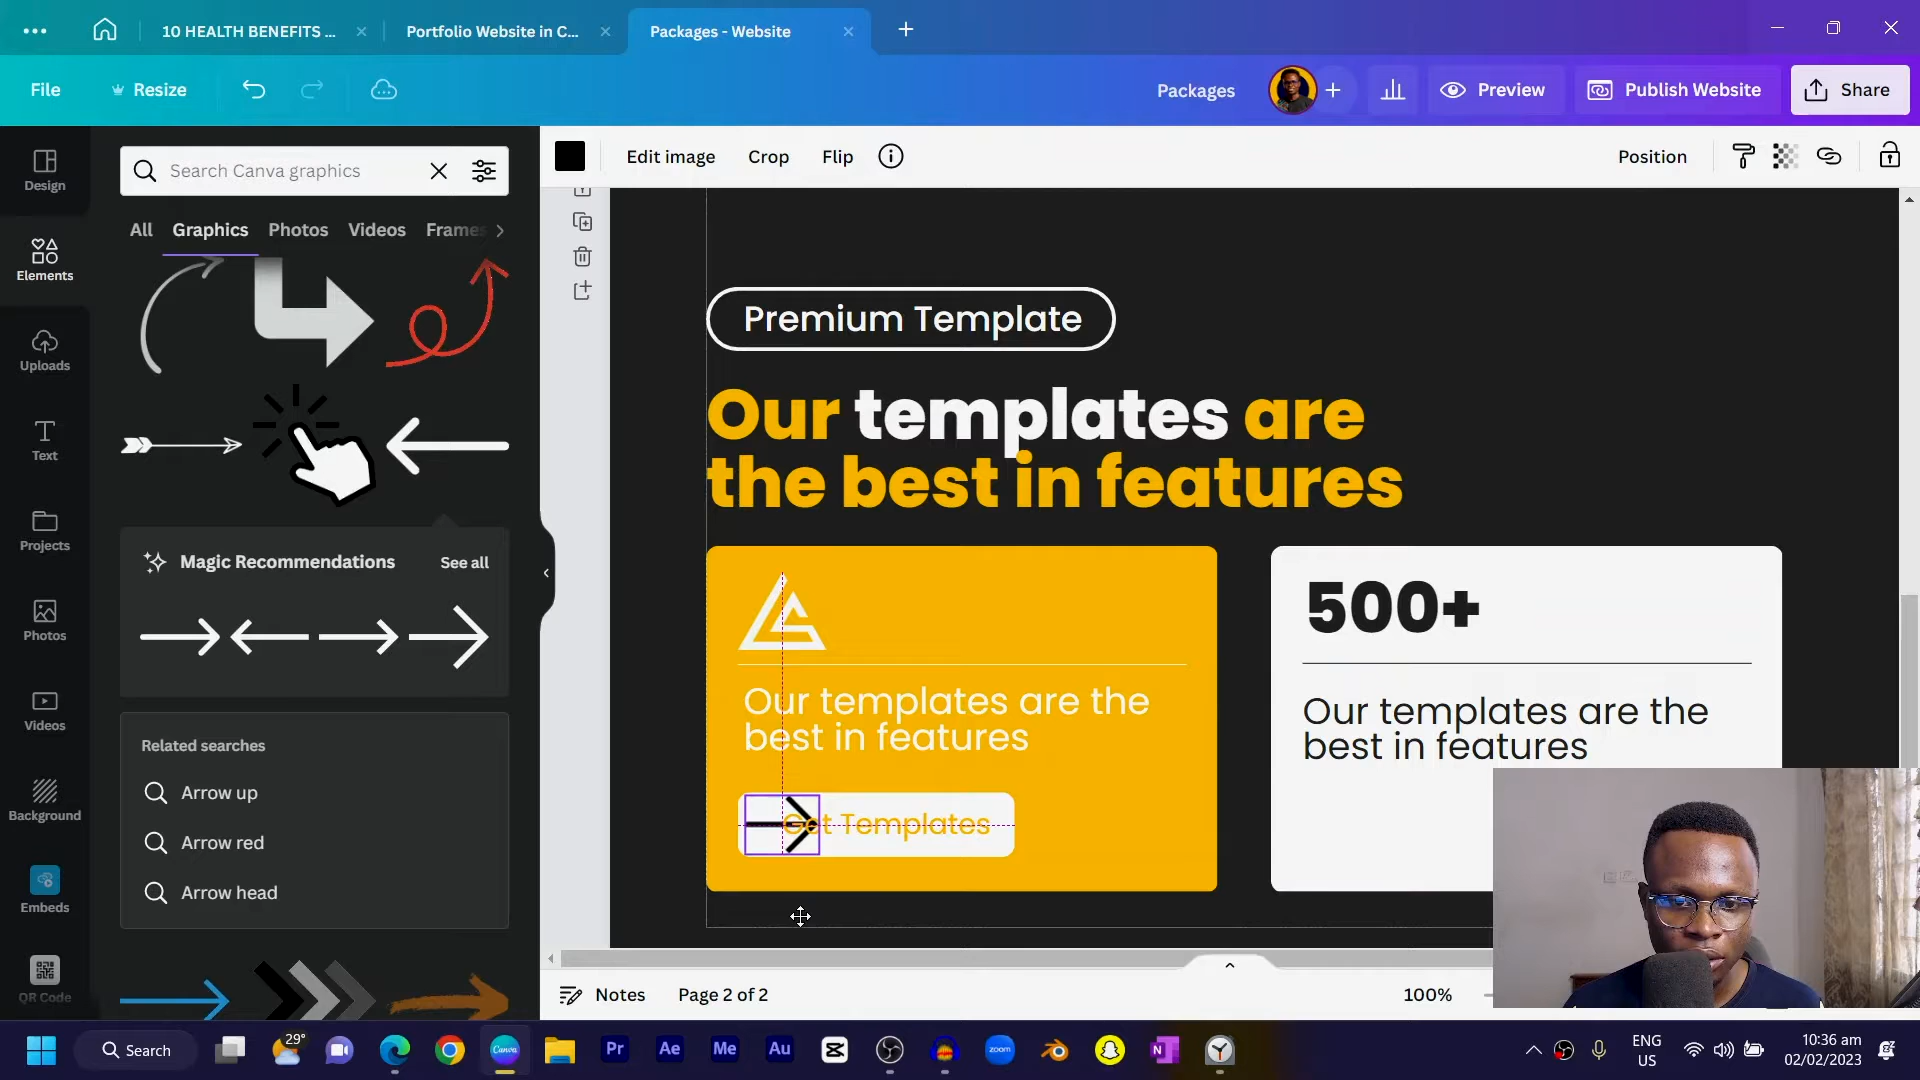 10 HEALTH BENEFITS ...
Portfolio Website in C...
Packages - Website
File
Resize
Packages
Preview
Publish Website
Share
Design
Elements
Uploads
Text
Projects
Photos
Videos
Background
Embeds
QR Code
Search Canva graphics
All
Graphics
Photos
Videos
Frames
Magic Recommendations
See all
Related searches
Arrow up
Arrow red
Arrow head
Edit image
Crop
Flip
Position
Premium Template
Our templates are
the best in features
Our templates are the
best in features
Get Templates
500+
Our templates are the
best in features
Notes
Page 2 of 2
100%
Search
29°
Canva
Pr
Ae
Me
Au
zoom
N
ENG
US
10:36 am
02/02/2023